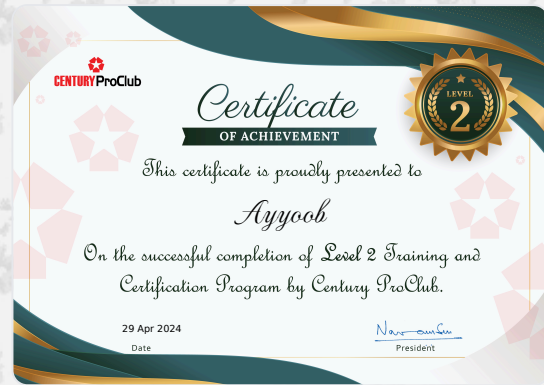 CENTURY ProClub
Certificate
OF ACHIEVEMENT
LEVEL
2
This certificate is proudly presented to
Ayyoob
On the successful completion of Level 2 Training and
Certification Program by Century ProClub.
29 Apr 2024
Date
President